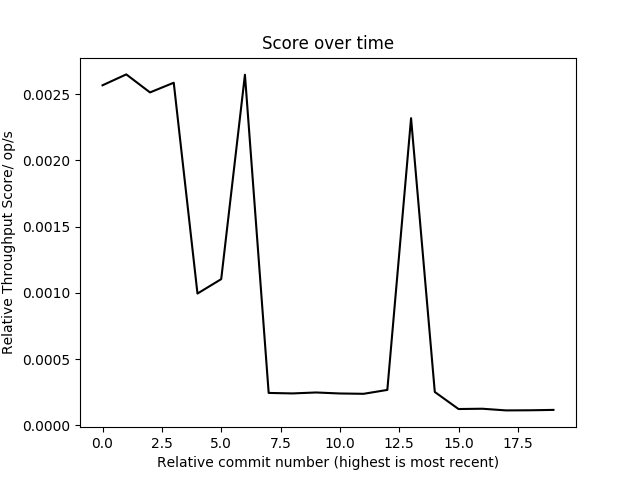 Score over time
Relative Throughput Score/ op/s
0.0025
0.0020
0.0015
0.0010
0.0005
0.0000
0.0 2.5 5.0 7.5 10.0 12.5 15.0 17.5
Relative commit number (highest is most recent)